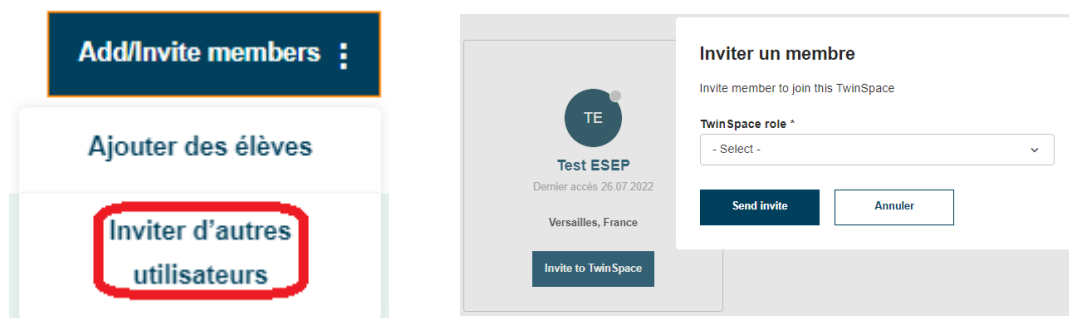 Add/Invite members
Ajouter des élèves
Inviter d’autres
utilisateurs
TE
Test ESEP
Dernier accès 26.07.2022
Versailles, France
Invite to TwinSpace
Inviter un membre
Invite member to join this TwinSpace
TwinSpace role *
- Select -
Send invite
Annuler